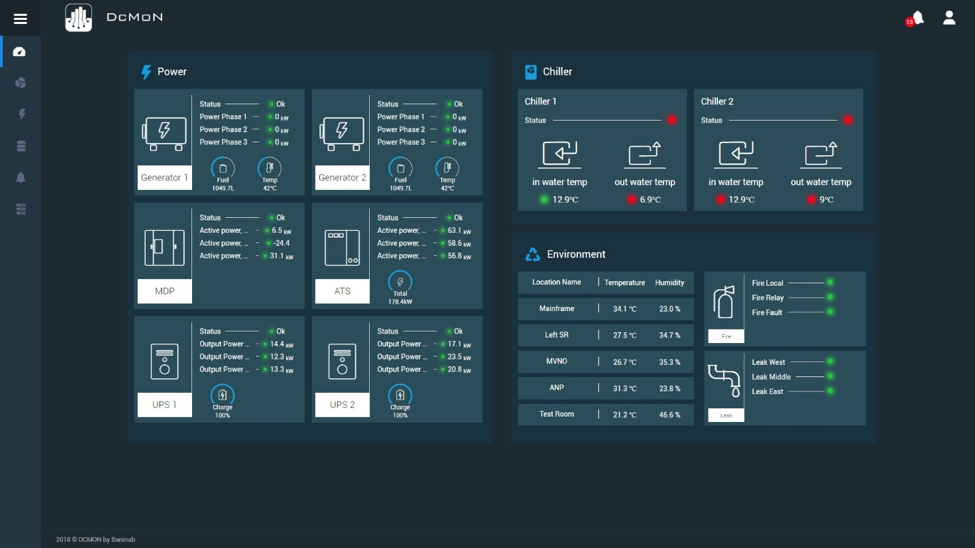 DCMON
13
Power
Generator 1
Status Ok
Power Phase 1 0 kW
Power Phase 2 0 kW
Power Phase 3 0 kW
Fuel
1049.7L
Temp
42°C
Generator 2
Status Ok
Power Phase 1 0 kW
Power Phase 2 0 kW
Power Phase 3 0 kW
Fuel
1049.7L
Temp
42°C
MDP
Status Ok
Active power, ... 6.5 kW
Active power, ... -24.4
Active power, ... 31.1 kW
ATS
Status Ok
Active power, ... 63.1 kW
Active power, ... 58.6 kW
Active power, ... 56.8 kW
Total
178.4kW
UPS 1
Status Ok
Output Power ... 14.4 kW
Output Power ... 12.3 kW
Output Power ... 13.3 kW
Charge
100%
UPS 2
Status Ok
Output Power ... 17.1 kW
Output Power ... 23.5 kW
Output Power ... 20.8 kW
Charge
100%
Chiller
Chiller 1
Status
in water temp out water temp
12.9°C 6.9°C
Chiller 2
Status
in water temp out water temp
12.9°C 9°C
Environment
Location Name Temperature Humidity
Mainframe 34.1 °C 23.0 %
Left SR 27.5 °C 34.7 %
MVNO 26.7 °C 35.3 %
ANP 31.3 °C 23.8 %
Test Room 21.2 °C 46.6 %
Fire
Fire Local
Fire Relay
Fire Fault
Leak
Leak West
Leak Middle
Leak East
2018 © DCMON by Baninab